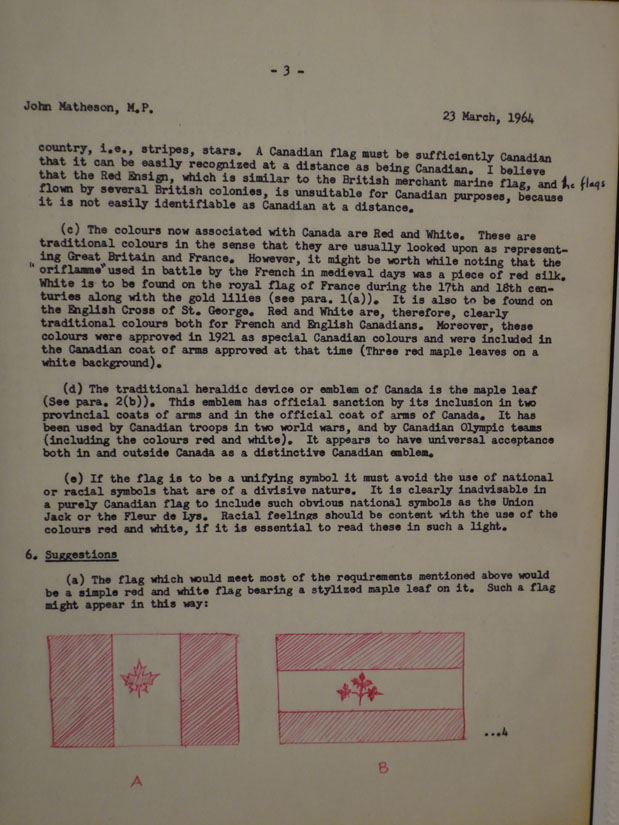 - 3 -
John Matheson, M.P.
23 March, 1964
country, i.e., stripes, stars. A Canadian flag must be sufficiently Canadian
that it can be easily recognized at a distance as being Canadian. I believe
that the Red Ensign, which is similar to the British merchant marine flag, and the flags
flown by several British colonies, is unsuitable for Canadian purposes, because
it is not easily identifiable as Canadian at a distance.
(c) The colours now associated with Canada are Red and White. These are
traditional colours in the sense that they are usually looked upon as represent-
ing Great Britain and France. However, it might be worth while noting that the
"oriflamme" used in battle by the French in medieval days was a piece of red silk.
White is to be found on the royal flag of France during the 17th and 18th cen-
turies along with the gold lilies (see para. 1(a)). It is also to be found on
the English Cross of St. George. Red and White are, therefore, clearly
traditional colours both for French and English Canadians. Moreover, these
colours were approved in 1921 as special Canadian colours and were included in
the Canadian coat of arms approved at that time (Three red maple leaves on a
white background).
(d) The traditional heraldic device or emblem of Canada is the maple leaf
(See para. 2(b)). This emblem has official sanction by its inclusion in two
provincial coats of arms and in the official coat of arms of Canada. It has
been used by Canadian troops in two world wars, and by Canadian Olympic teams
(including the colours red and white). It appears to have universal acceptance
both in and outside Canada as a distinctive Canadian emblem.
(e) If the flag is to be a unifying symbol it must avoid the use of national
or racial symbols that are of a divisive nature. It is clearly inadvisable in
a purely Canadian flag to include such obvious national symbols as the Union
Jack or the Fleur de Lys. Racial feelings should be content with the use of the
colours red and white, if it is essential to read these in such a light.
6. Suggestions
(a) The flag which would meet most of the requirements mentioned above would
be a simple red and white flag bearing a stylized maple leaf on it. Such a flag
might appear in this way:
...4
A
B